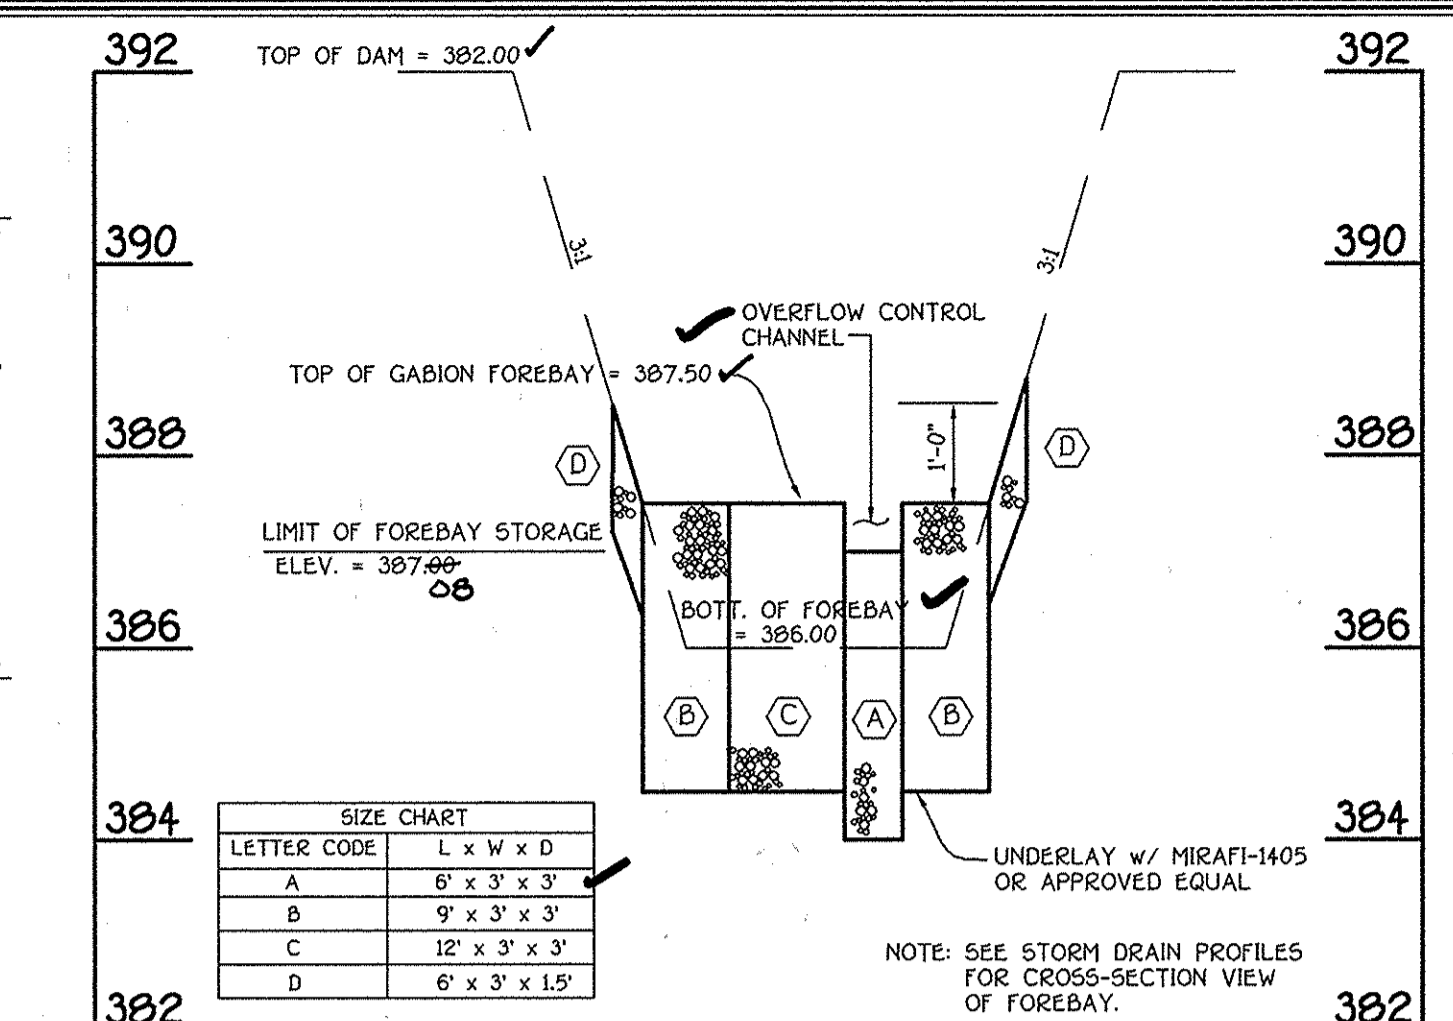 392
TOP OF DAM = 382.00
392
390
3:1
3:1
390
OVERFLOW CONTROL
CHANNEL
TOP OF GABION FOREBAY = 387.50
388
D
1'-0"
D
388
LIMIT OF FOREBAY STORAGE
ELEV. = 387.00
08
BOTT. OF FOREBAY
= 386.00
386
386
B
C
A
B
384
384
SIZE CHART
LETTER CODE L x W x D
A 6' x 3' x 3'
B 9' x 3' x 3'
C 12' x 3' x 3'
D 6' x 3' x 1.5'
UNDERLAY W/ MIRAFI-1405
OR APPROVED EQUAL
NOTE: SEE STORM DRAIN PROFILES
FOR CROSS-SECTION VIEW
OF FOREBAY.
382
382